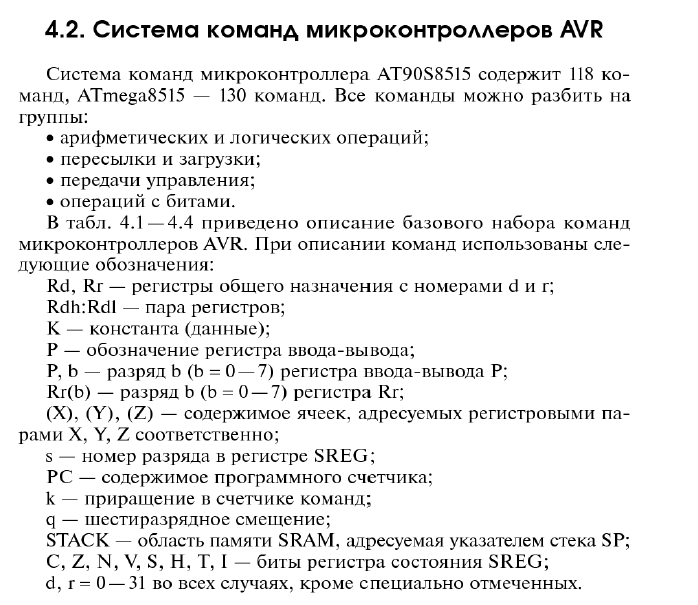 4.2. Система команд микроконтроллеров AVR
Система команд микроконтроллера AT90S8515 содержит 118 ко-
манд, ATmega8515 — 130 команд. Все команды можно разбить на
группы:
• арифметических и логических операций;
• пересылки и загрузки;
• передачи управления;
• операций с битами.
В табл. 4.1—4.4 приведено описание базового набора команд
микроконтроллеров AVR. При описании команд использованы сле-
дующие обозначения:
Rd, Rr — регистры общего назначения с номерами d и r;
Rdh:Rdl — пара регистров;
K — константа (данные);
P — обозначение регистра ввода-вывода;
P, b — разряд b (b = 0—7) регистра ввода-вывода P;
Rr(b) — разряд b (b = 0—7) регистра Rr;
(X), (Y), (Z) — содержимое ячеек, адресуемых регистровыми па-
рами X, Y, Z соответственно;
s — номер разряда в регистре SREG;
PC — содержимое программного счетчика;
k — приращение в счетчике команд;
q — шестиразрядное смещение;
STACK — область памяти SRAM, адресуемая указателем стека SP;
C, Z, N, V, S, H, T, I — биты регистра состояния SREG;
d, r = 0—31 во всех случаях, кроме специально отмеченных.